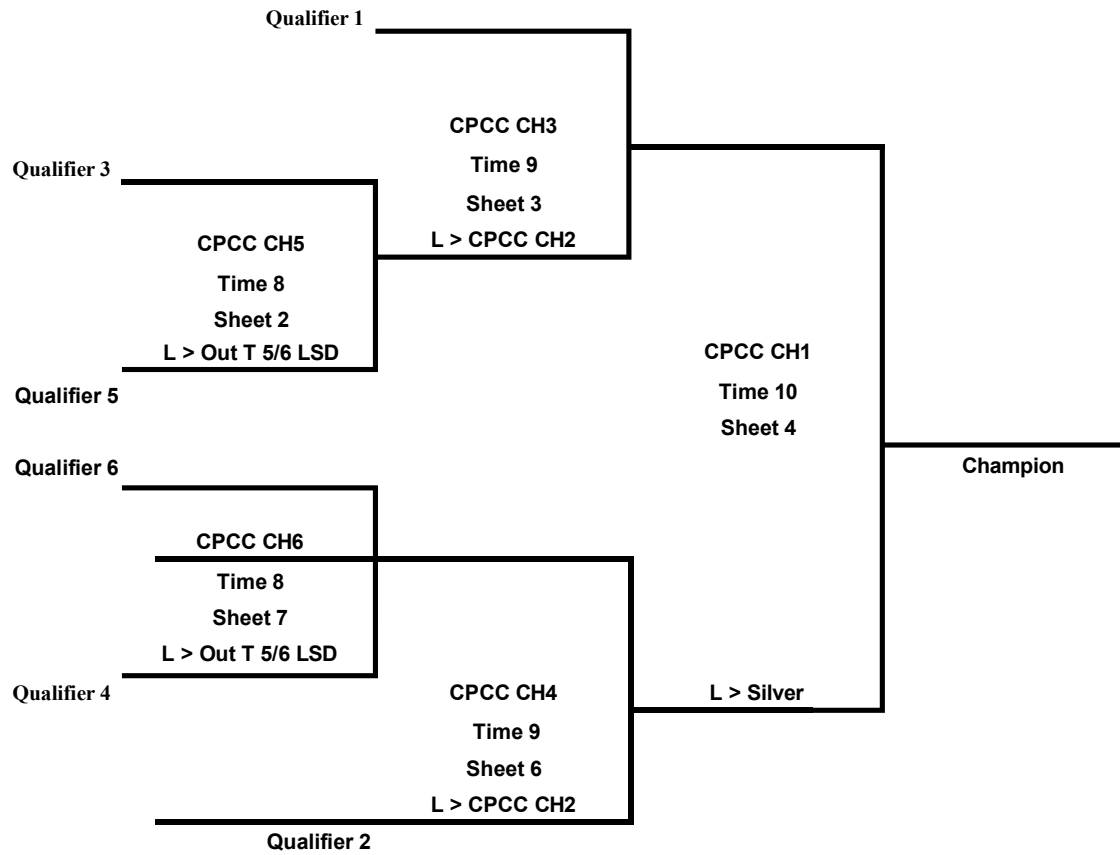 Qualifier 1
CPCC CH3
Time 9
Sheet 3
L > CPCC CH2
Qualifier 3
CPCC CH5
Time 8
Sheet 2
L > Out T 5/6 LSD
Qualifier 5
CPCC CH1
Time 10
Sheet 4
Champion
Qualifier 6
CPCC CH6
Time 8
Sheet 7
L > Out T 5/6 LSD
Qualifier 4
CPCC CH4
Time 9
Sheet 6
L > CPCC CH2
L > Silver
Qualifier 2